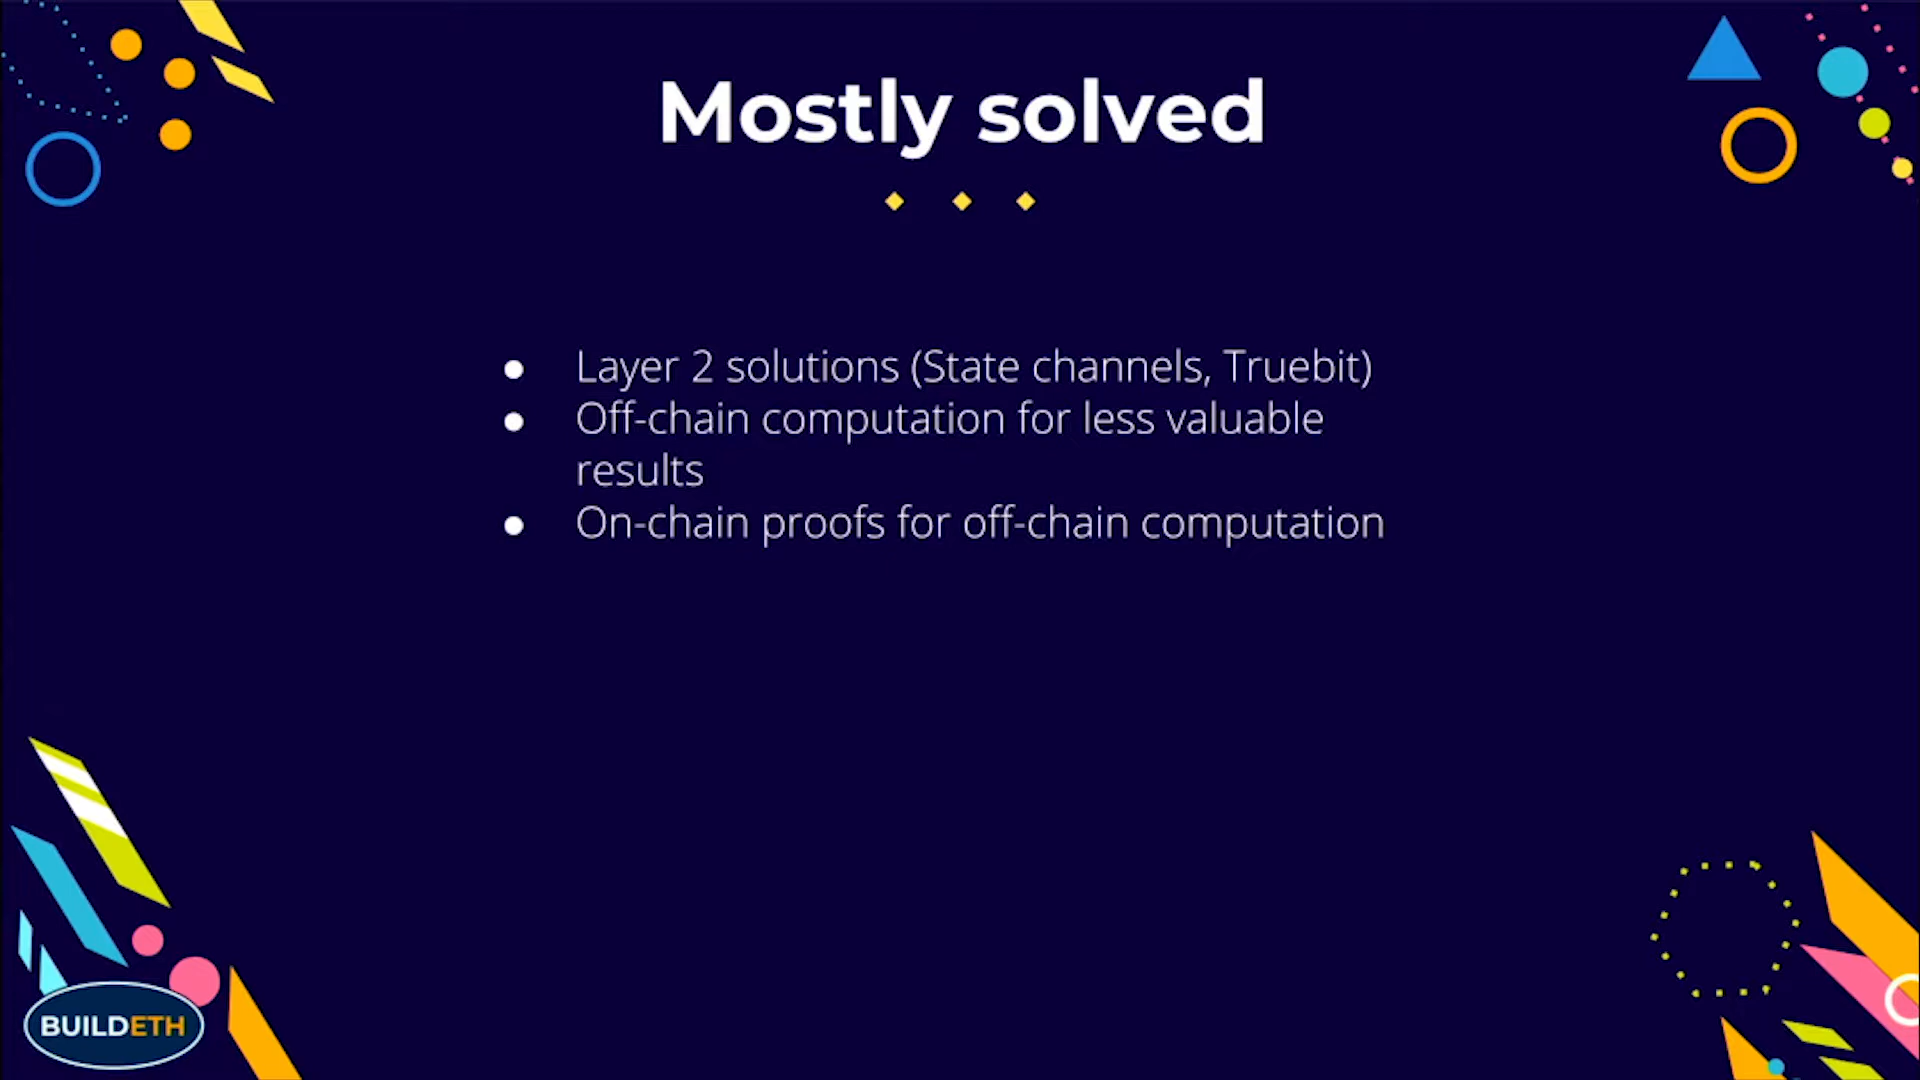 Mostly solved
● Layer 2 solutions (State channels, Truebit)
● Off-chain computation for less valuable
results
● On-chain proofs for off-chain computation
BUILDETH